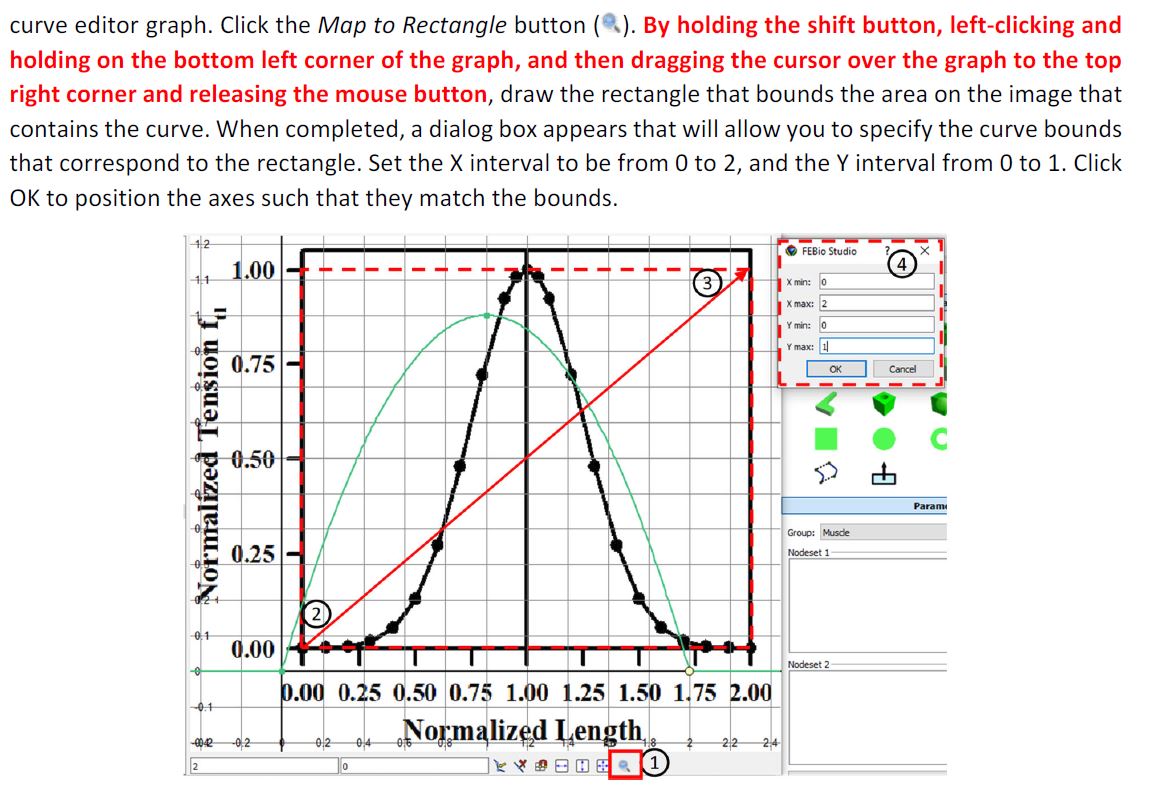 curve editor graph. Click the Map to Rectangle button (). By holding the shift button, left-clicking and
holding on the bottom left corner of the graph, and then dragging the cursor over the graph to the top
right corner and releasing the mouse button, draw the rectangle that bounds the area on the image that
contains the curve. When completed, a dialog box appears that will allow you to specify the curve bounds
that correspond to the rectangle. Set the X interval to be from 0 to 2, and the Y interval from 0 to 1. Click
OK to position the axes such that they match the bounds.
1.2
1.1
1.00
0.75
0.50
0.25
0.00
0.1
0
-0.1
Normalized Tension ftl
2
3
0.00 0.25 0.50 0.75 1.00 1.25 1.50 1.75 2.00
Normalized Length
-0.2 0 0.2 0.4 0.6 0.8 1 1.2 1.4 1.8 2 2.2 2.4
2
0
1
FEBio Studio ? X
4
X min: 0
X max: 2
Y min: 0
Y max: 1
OK Cancel
Param
Group: Muscle
Nodeset 1
Nodeset 2